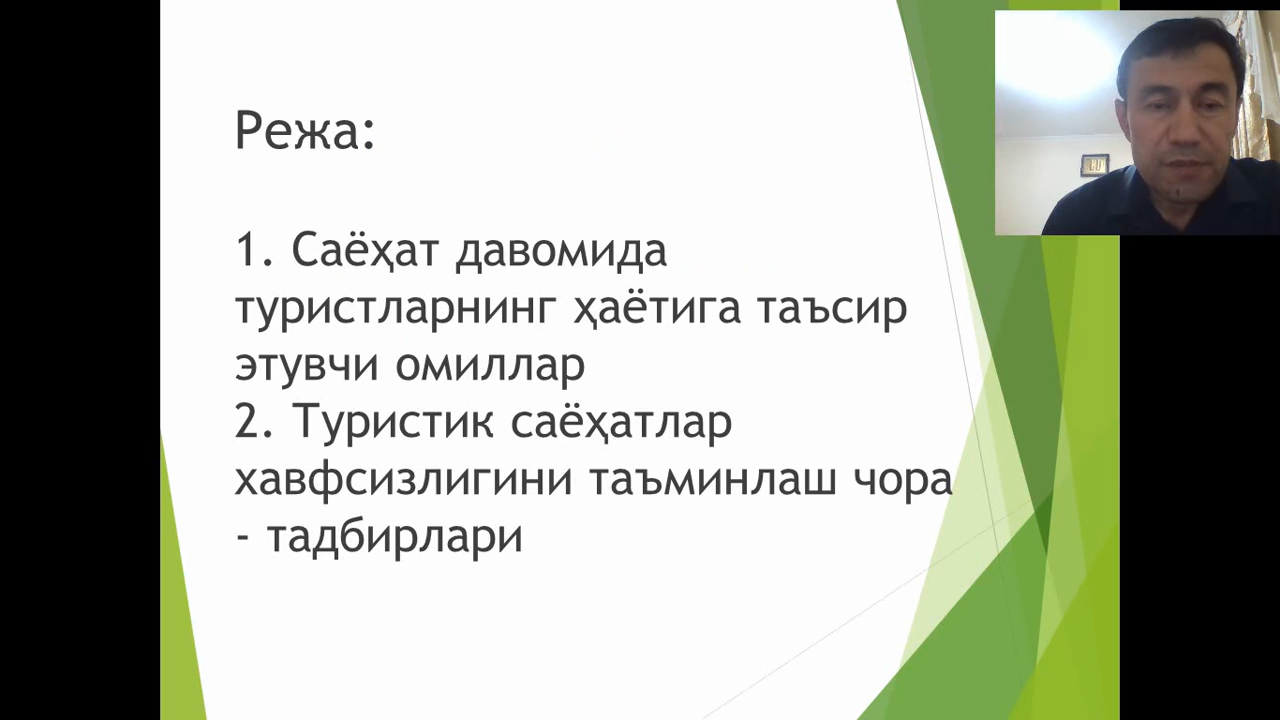 Режа:
1. Саёҳат давомида
туристларнинг ҳаётига таъсир
этувчи омиллар
2. Туристик саёҳатлар
хавфсизлигини таъминлаш чора
- тадбирлари